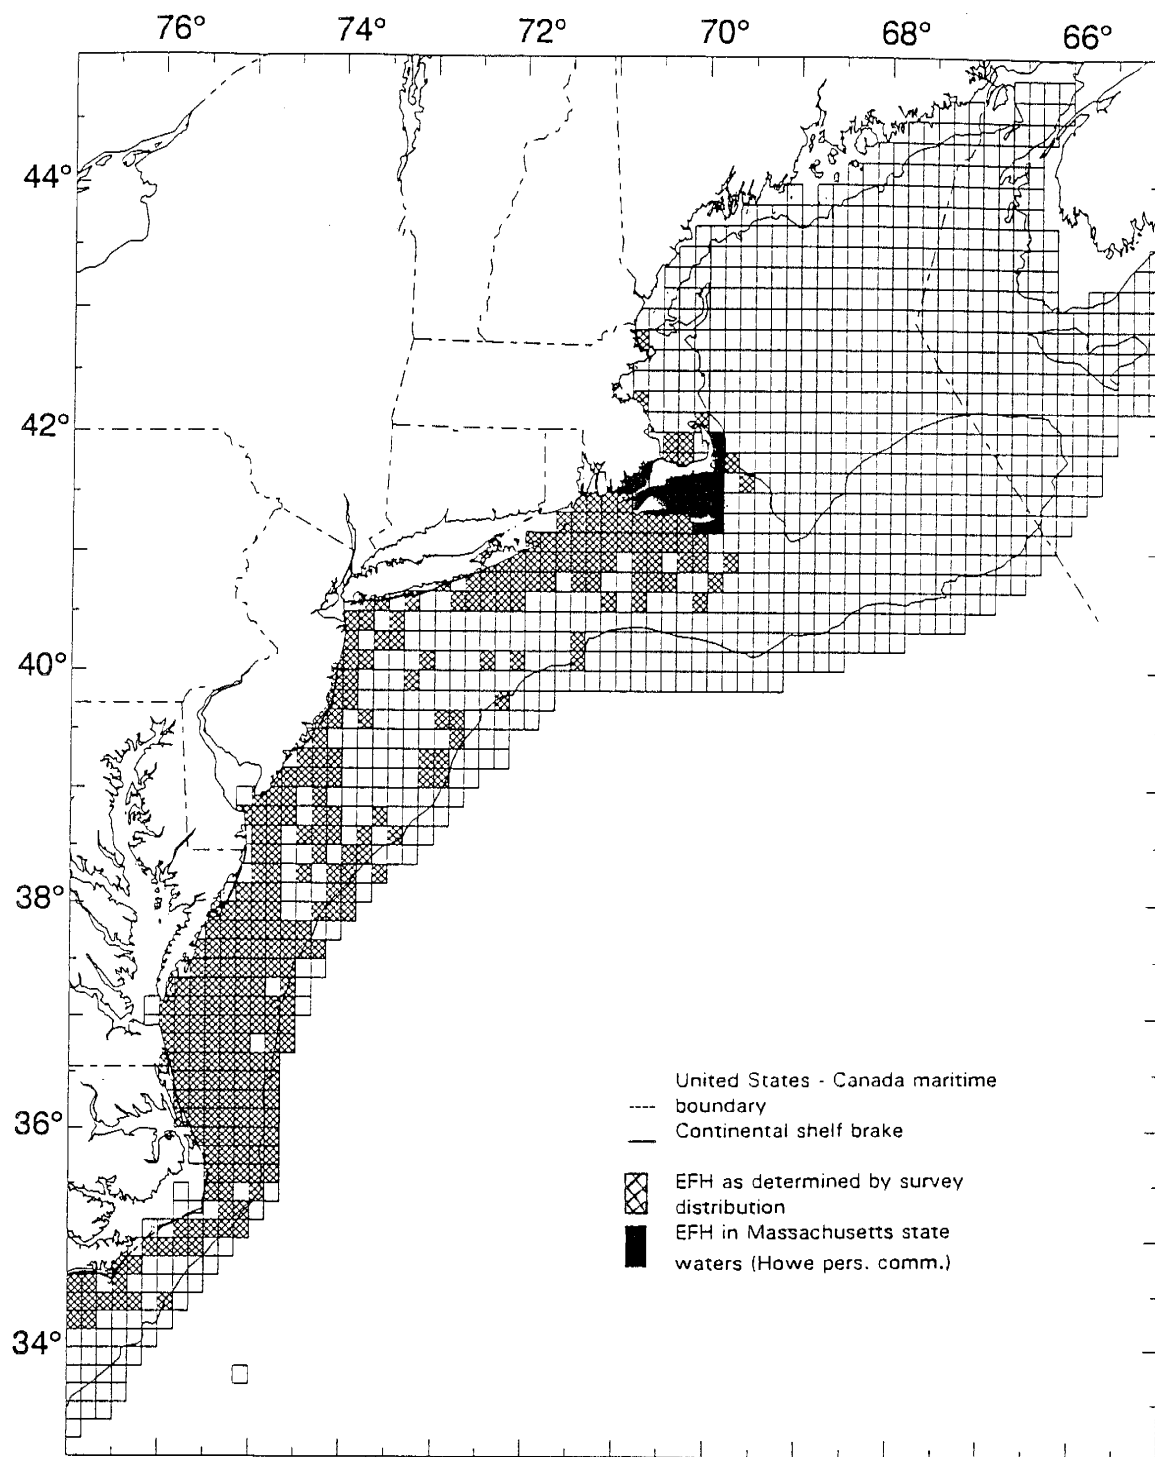 76° 74° 72° 70° 68° 66°
44°
42°
40°
38°
36°
34°
United States - Canada maritime
boundary
Continental shelf brake
EFH as determined by survey
distribution
EFH in Massachusetts state
waters (Howe pers. comm.)